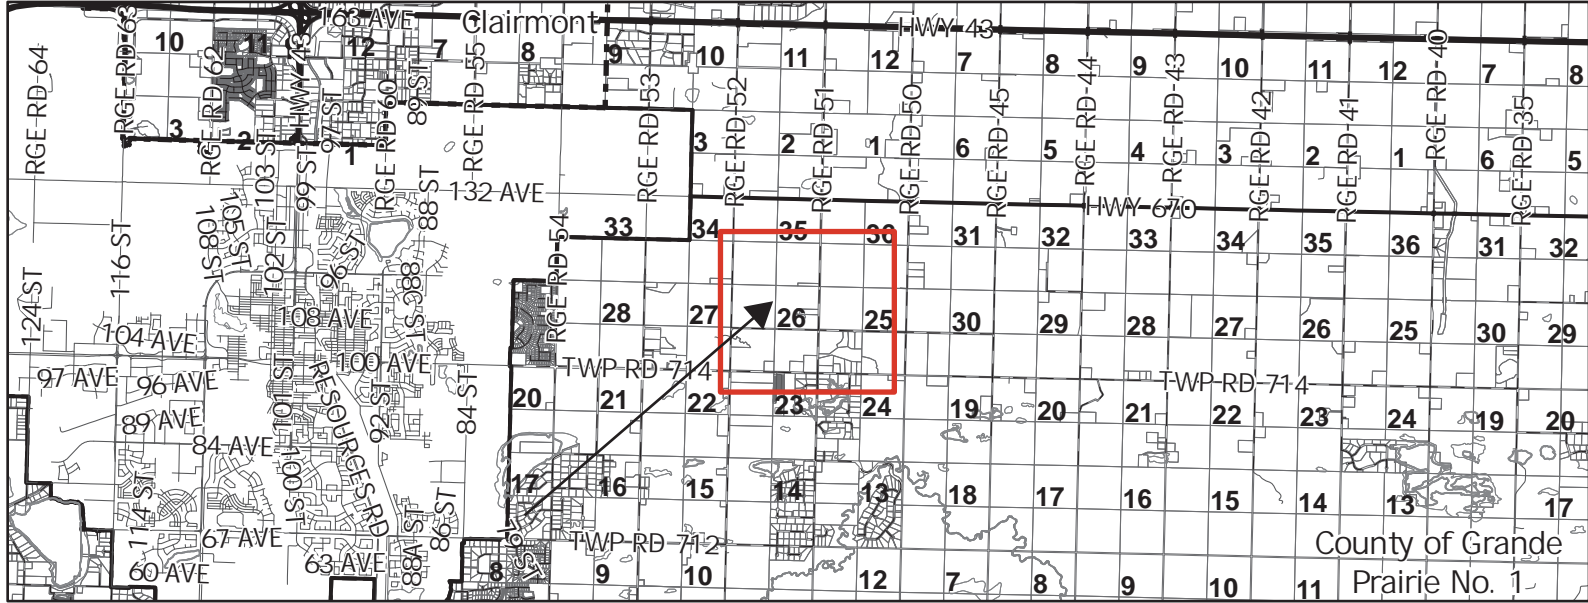 163 AVE
Clairmont
HWY 43
RGE-RD-64
RGE-RD-63
10
RGE-RD-62
11
HWY-43
12
7
RGE-RD-55
8
9
10
11
12
7
8
9
10
11
12
RGE-RD-40
7
8
89 ST
RGE RD 60
97 ST
RGE-RD-53
RGE-RD-52
RGE-RD-51
RGE-RD-50
RGE-RD-45
RGE-RD-44
RGE-RD-43
RGE-RD-42
RGE-RD-41
RGE-RD-35
3
2
1
3
2
1
6
5
4
3
2
1
6
5
103 ST
99 ST
88 ST
132 AVE
HWY 670
116 ST
108 ST
105 ST
102 ST
96 ST
RGE-RD-54
33
34
35
36
31
32
33
34
35
36
31
32
124 ST
88C ST
108 AVE
28
27
26
25
30
29
28
27
26
25
30
29
104 AVE
100 AVE
TWP RD 714
TWP-RD-714
97 AVE
96 AVE
101 ST
RESOURCES RD
92 ST
84 ST
20
21
22
23
24
19
20
21
22
23
24
19
20
89 AVE
84 AVE
100 ST
17
16
15
14
13
18
17
16
15
14
13
17
114 ST
67 AVE
88A ST
86 ST
TWP RD 712
County of Grande
Prairie No. 1
60 AVE
63 AVE
8
9
10
12
7
8
9
10
11